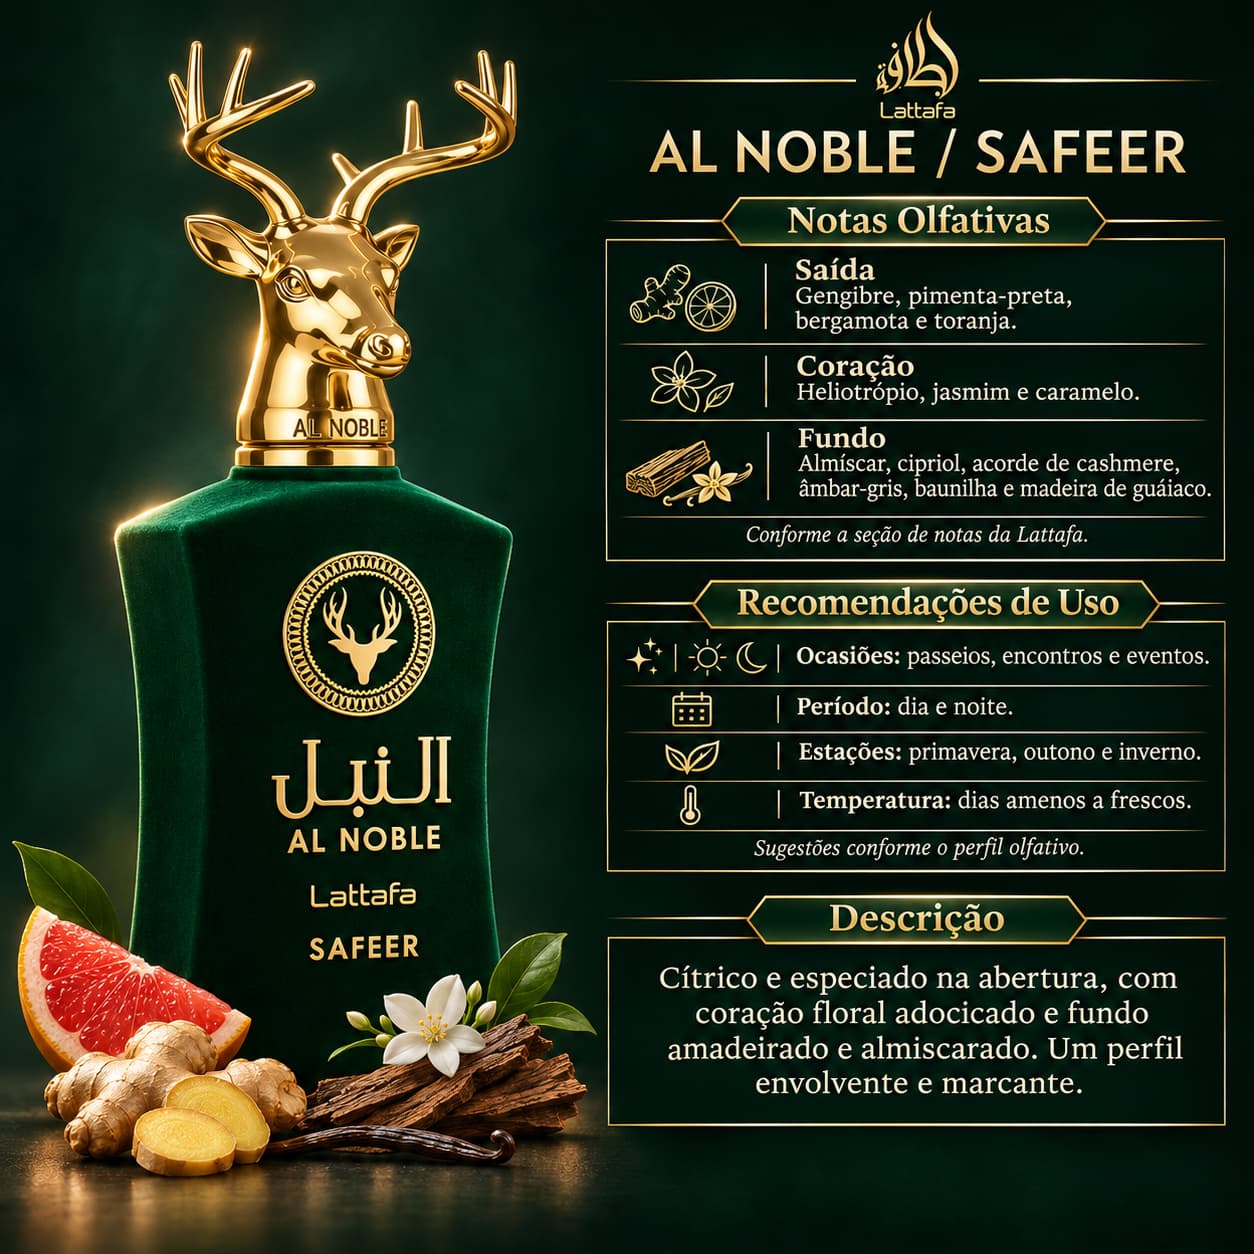 AL NOBLE
النبل
AL NOBLE
Lattafa
SAFEER
لطافة
Lattafa
AL NOBLE / SAFEER
Notas Olfativas
Saída
Gengibre, pimenta-preta,
bergamota e toranja.
Coração
Heliotrópio, jasmim e caramelo.
Fundo
Almíscar, cipriol, acorde de cashmere,
âmbar-gris, baunilha e madeira de guáiaco.
Conforme a seção de notas da Lattafa.
Recomendações de Uso
Ocasiões: passeios, encontros e eventos.
Período: dia e noite.
Estações: primavera, outono e inverno.
Temperatura: dias amenos a frescos.
Sugestões conforme o perfil olfativo.
Descrição
Cítrico e especiado na abertura, com
coração floral adocicado e fundo
amadeirado e almiscarado. Um perfil
envolvente e marcante.